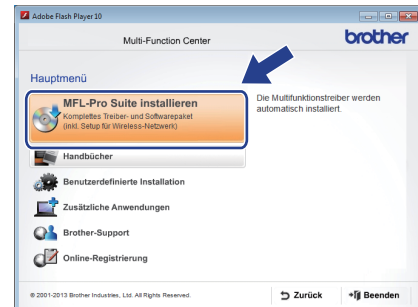 Adobe Flash Player 10
Multi-Function Center
brother
Hauptmenü
MFL-Pro Suite installieren
Komplettes Treiber- und Softwarepaket
(inkl. Setup für Wireless-Netzwerk)
Die Multifunktionstreiber werden
automatisch installiert.
Handbücher
Benutzerdefinierte Installation
Zusätzliche Anwendungen
Brother-Support
Online-Registrierung
© 2001-2013 Brother Industries, Ltd. All Rights Reserved.
Zurück
Beenden